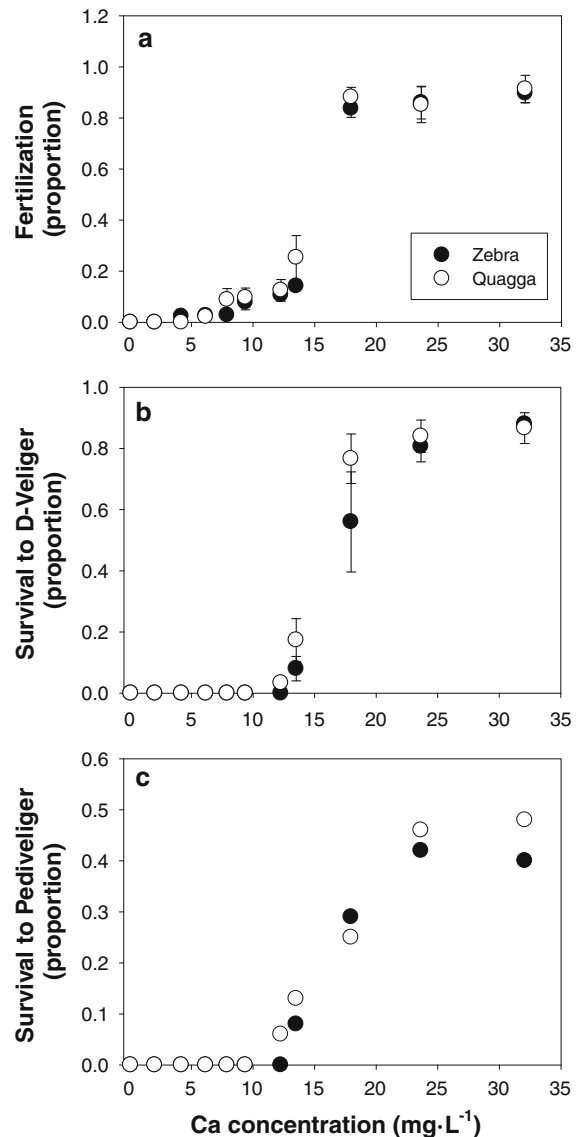 a
1.2
1.0
0.8
0.6
0.4
0.2
0.0
Fertilization
(proportion)
Zebra
Quagga
0 5 10 15 20 25 30 35
b
1.0
0.8
0.6
0.4
0.2
0.0
Survival to D-Veliger
(proportion)
0 5 10 15 20 25 30 35
c
0.6
0.5
0.4
0.3
0.2
0.1
0.0
Survival to Pediveliger
(proportion)
0 5 10 15 20 25 30 35
Ca concentration (mg·L⁻¹)